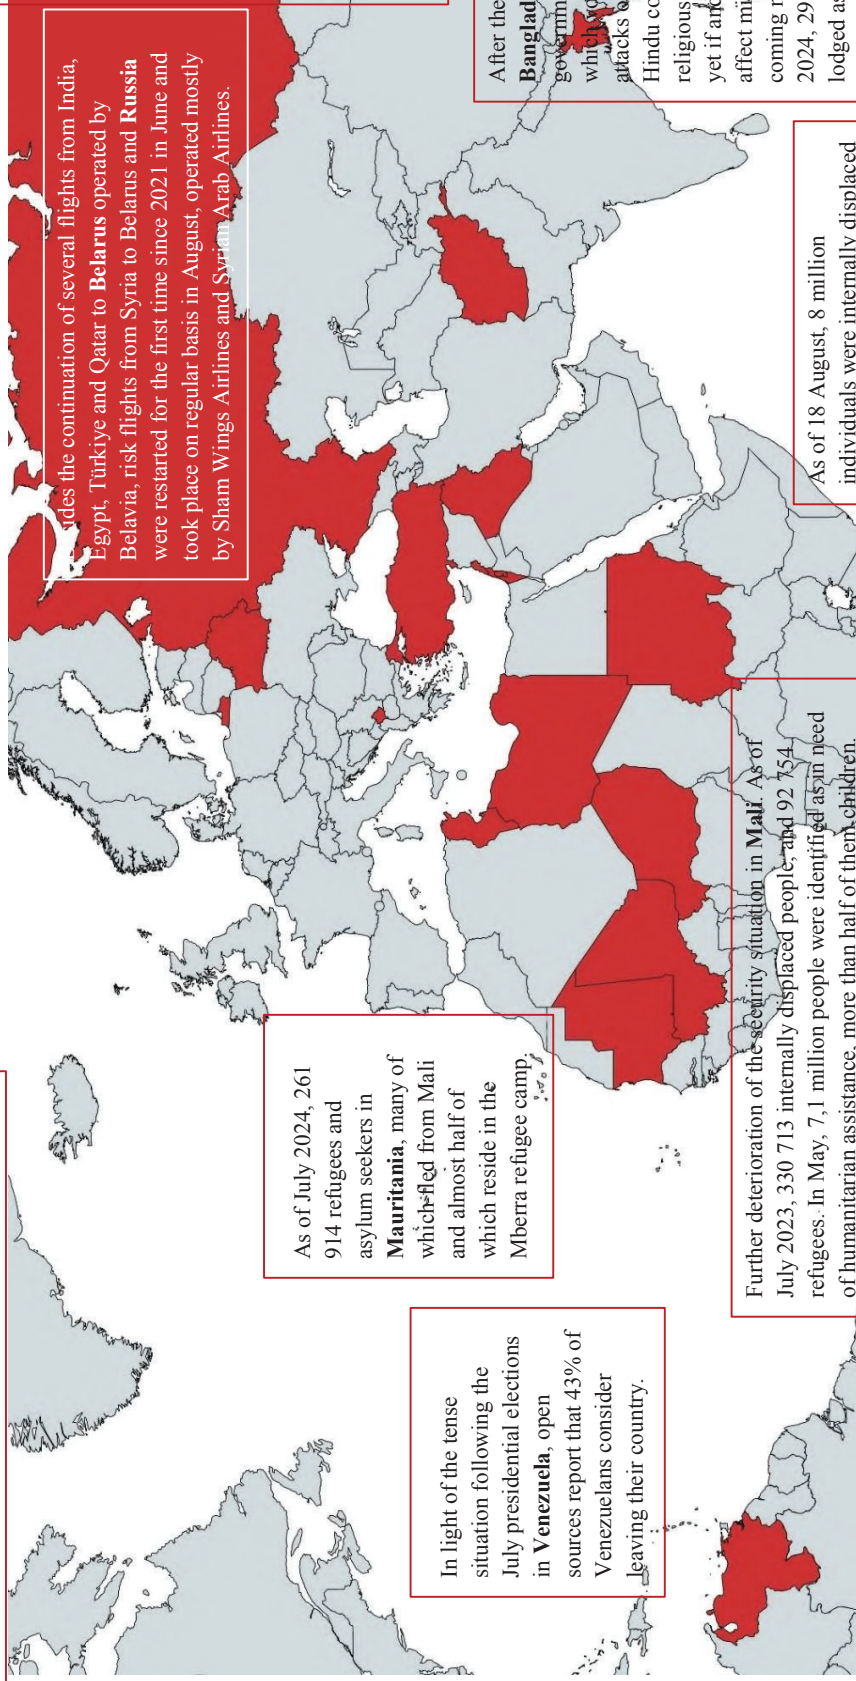 In light of the tense
situation following the
July presidential elections
in Venezuela, open
sources report that 43% of
Venezuelans consider
leaving their country.
As of July 2024, 261
914 refugees and
asylum seekers in
Mauritania, many of
which fled from Mali
and almost half of
which reside in the
Mberra refugee camp.
Further deterioration of the security situation in Mali. As of
July 2023, 330 713 internally displaced people, and 92 754
refugees. In May, 7,1 million people were identified as in need
of humanitarian assistance, more than half of them children.
des the continuation of several flights from India,
Egypt, Türkiye and Qatar to Belarus operated by
Belavia, risk flights from Syria to Belarus and Russia
were restarted for the first time since 2021 in June and
took place on regular basis in August, operated mostly
by Sham Wings Airlines and Syrian Arab Airlines.
As of 18 August, 8 million
individuals were internally displaced
After the
Banglad
governm
which
attacks o
Hindu co
religious
yet if and
affect mi
coming
2024, 29
lodged as